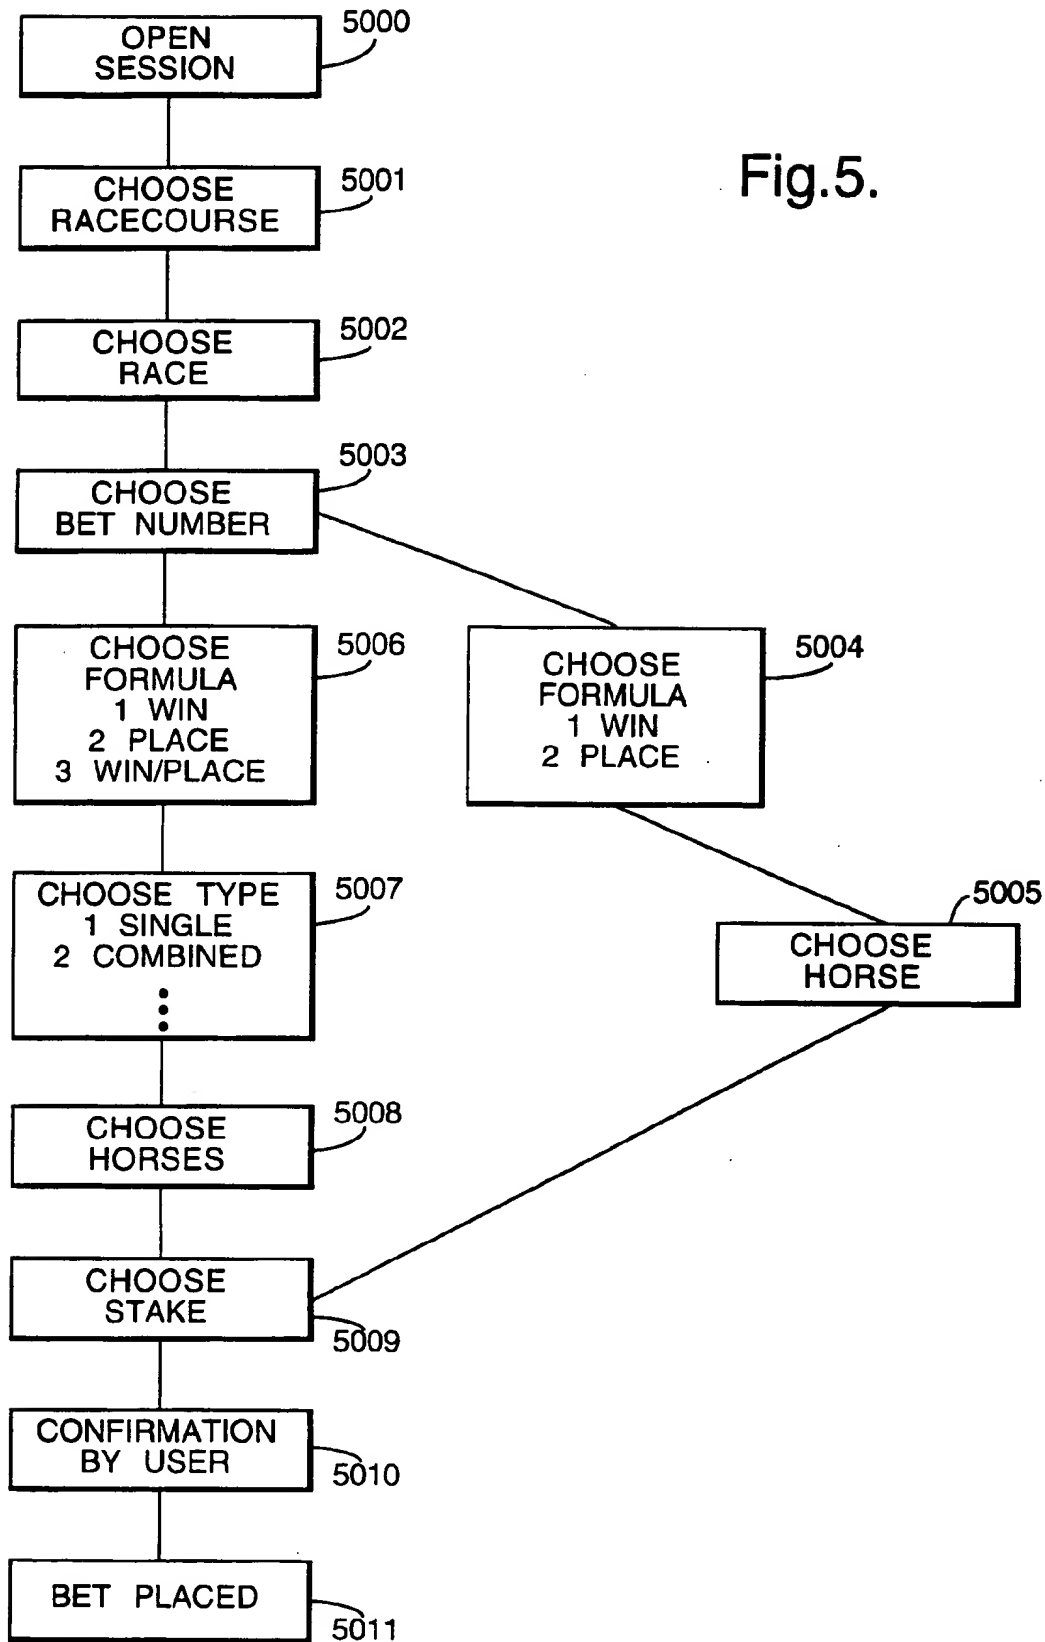 5000
OPEN
SESSION
Fig.5.
5001
CHOOSE
RACECOURSE
5002
CHOOSE
RACE
5003
CHOOSE
BET NUMBER
5006
CHOOSE
FORMULA
1 WIN
2 PLACE
3 WIN/PLACE
5004
CHOOSE
FORMULA
1 WIN
2 PLACE
5007
CHOOSE TYPE
1 SINGLE
2 COMBINED
5005
CHOOSE
HORSE
5008
CHOOSE
HORSES
CHOOSE
STAKE
5009
CONFIRMATION
BY USER
5010
BET PLACED
5011